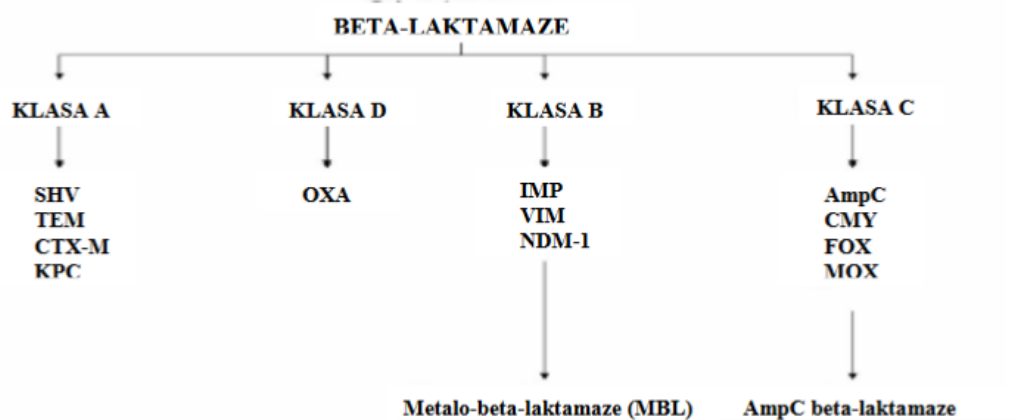 BETA-LAKTAMAZE
KLASA A
KLASA D
KLASA B
KLASA C
SHV
TEM
CTX-M
KPC
OXA
IMP
VIM
NDM-1
AmpC
CMY
FOX
MOX
Metalo-beta-laktamaze (MBL)
AmpC beta-laktamaze